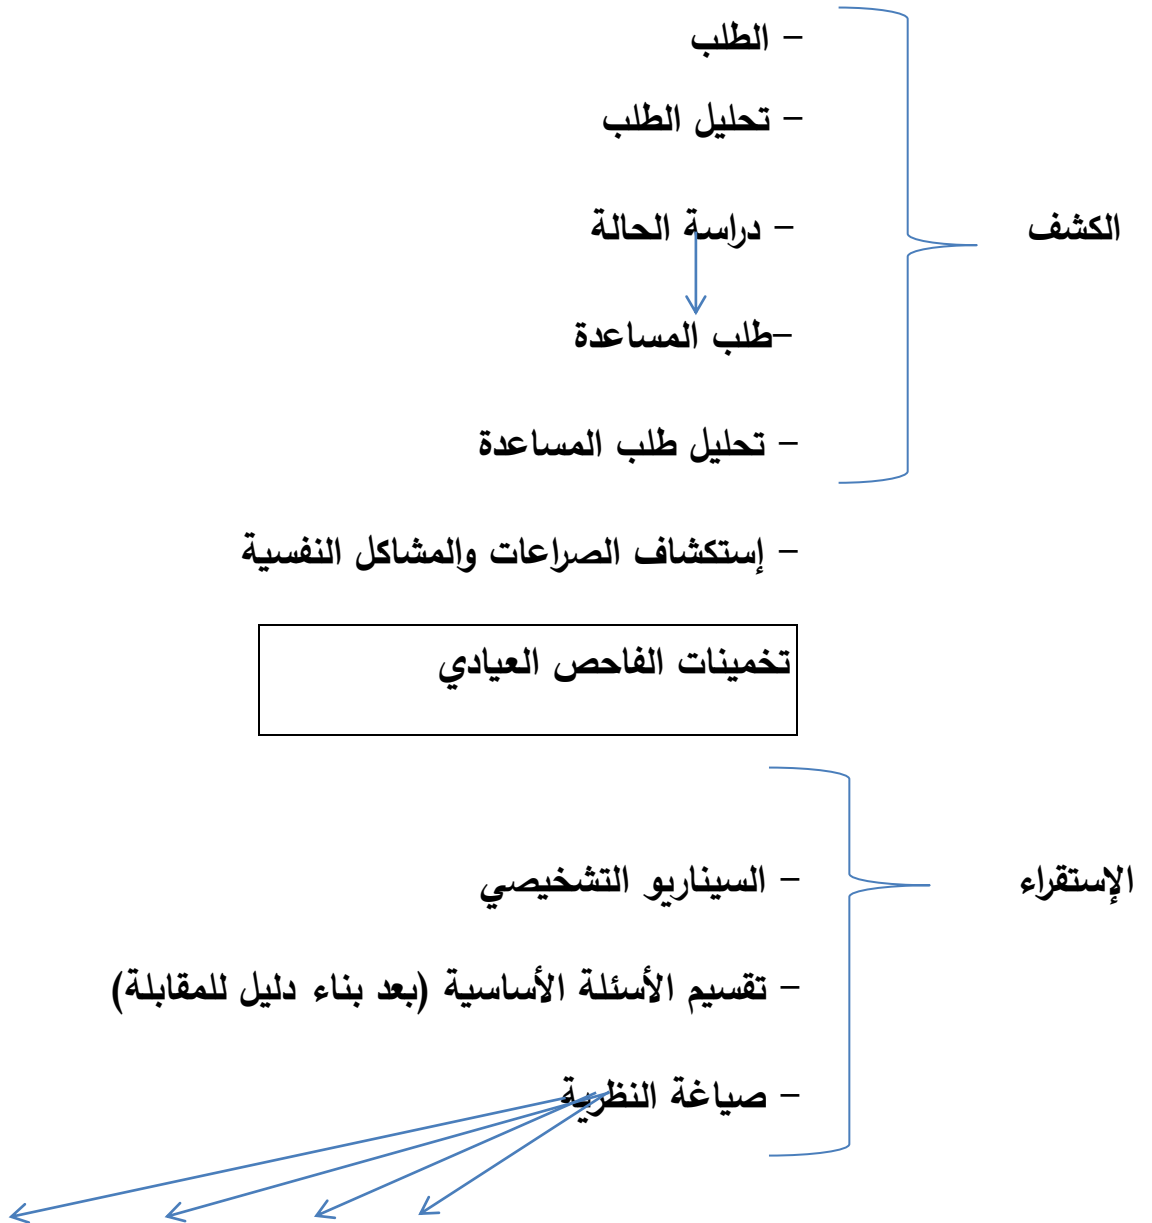 - الطلب
- تحليل الطلب
- دراسة الحالة
الكشف
-طلب المساعدة
- تحليل طلب المساعدة
- إستكشاف الصراعات والمشاكل النفسية
تخمينات الفاحص العيادي
- السيناريو التشخيصي
الإستقراء
- تقسيم الأسئلة الأساسية (بعد بناء دليل للمقابلة)
- صياغة النظرية